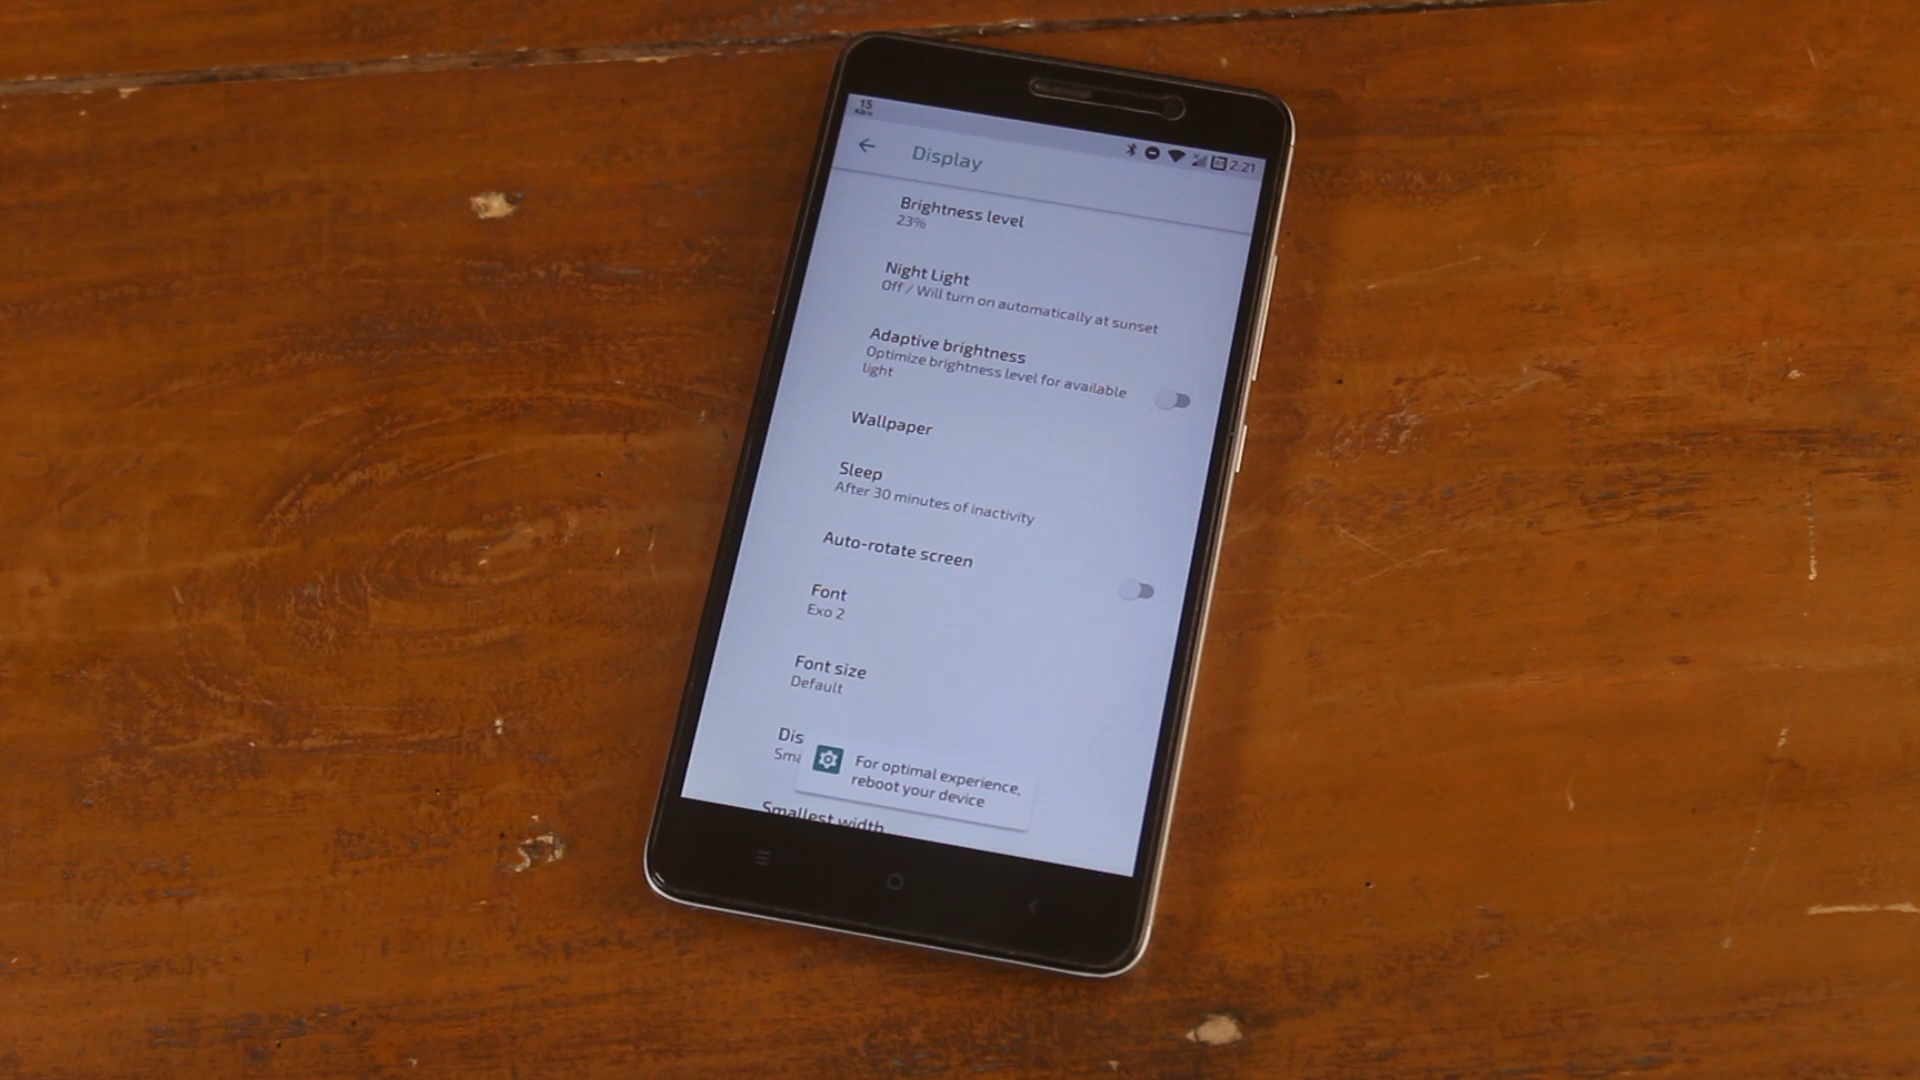 15
KB/s
2:21
Display
Brightness level
23%
Night Light
Off / Will turn on automatically at sunset
Adaptive brightness
Optimize brightness level for available
light
Wallpaper
Sleep
After 30 minutes of inactivity
Auto-rotate screen
Font
Exo 2
Font size
Default
Dis
Sma
For optimal experience,
reboot your device
Smallest width